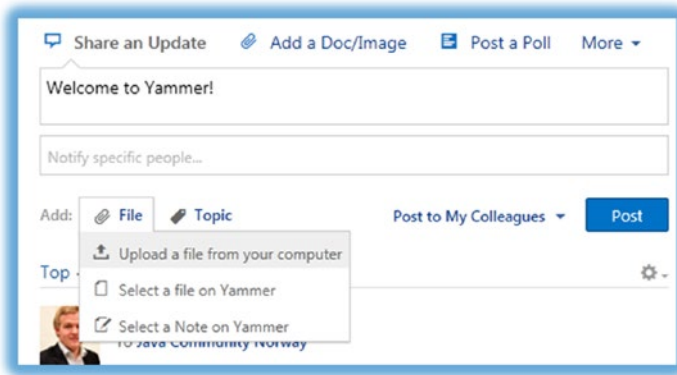 Share an Update Add a Doc/Image Post a Poll More
Welcome to Yammer!
Notify specific people...
Add: File Topic Post to My Colleagues Post
Upload a file from your computer
Top
Select a file on Yammer
Select a Note on Yammer
To Java Community Norway